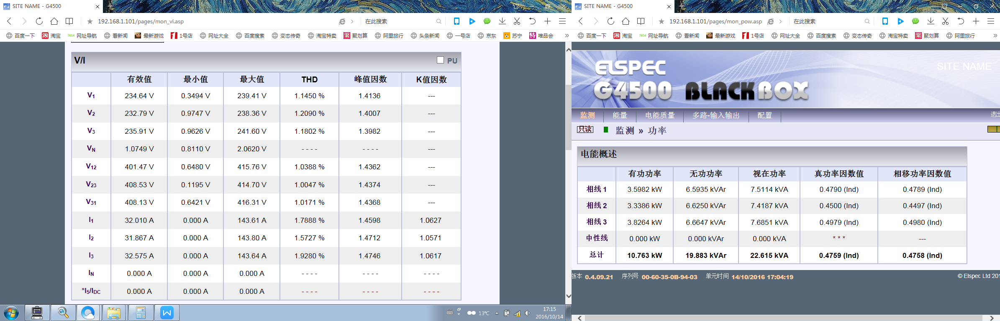 SITE NAME - G4500
192.168.1.101/pages/mon_vi.asp
在此搜索
百度一下 淘宝 7654 网址导航 看新闻 最新游戏 1号店 网址大全 百度搜索 变态传奇 淘宝特卖 聚划算 阿里旅行 头条新闻 一号店 京东 苏宁 唯品会
V/I PU
有效值 最小值 最大值 THD 峰值因数 K值因数
V1 234.64 V 0.3494 V 239.41 V 1.1450 % 1.4136 ---
V2 232.79 V 0.9747 V 238.36 V 1.2090 % 1.4007 ---
V3 235.91 V 0.9626 V 241.60 V 1.1802 % 1.3982 ---
VN 1.0749 V 0.8110 V 2.0620 V - - - - - - - - ---
V12 401.47 V 0.6480 V 415.76 V 1.0388 % 1.4362 ---
V23 408.53 V 0.1195 V 414.70 V 1.0047 % 1.4374 ---
V31 408.13 V 0.6421 V 416.31 V 1.0171 % 1.4368 ---
I1 32.010 A 0.000 A 143.61 A 1.7888 % 1.4598 1.0627
I2 31.867 A 0.000 A 143.80 A 1.5727 % 1.4712 1.0571
I3 32.575 A 0.000 A 143.64 A 1.9280 % 1.4746 1.0617
IN 0.000 A 0.000 A 0.000 A - - - - - - - - - - - -
*I5/IDC 0.000 A 0.000 A 0.000 A - - - - - - - - - - - -
13℃ 17:15
2016/10/14
SITE NAME - G4500
192.168.1.101/pages/mon_pow.asp
在此搜索
百度一下 淘宝 7654 网址导航 看新闻 最新游戏 1号店 网址大全 百度搜索 变态传奇 淘宝特卖 聚划算 阿里旅行
ELSPEC
SITE NAME
G4500 BLACKBOX
监测 能量 电能质量 多路-输入输出 配置 退出
只读 监测 » 功率
电能概述
有功功率 无功功率 视在功率 真功率因数值 相移功率因数值
相线 1 3.5982 kW 6.5935 kVAr 7.5114 kVA 0.4790 (Ind) 0.4789 (Ind)
相线 2 3.3386 kW 6.6250 kVAr 7.4187 kVA 0.4500 (Ind) 0.4497 (Ind)
相线 3 3.8264 kW 6.6647 kVAr 7.6851 kVA 0.4979 (Ind) 0.4980 (Ind)
中性线 0.000 kW 0.000 kVAr 0.000 kVA * * * ---
总计 10.763 kW 19.883 kVAr 22.615 kVA 0.4759 (Ind) 0.4758 (Ind)
版本 0.4.09.21 序列号 00-60-35-0B-94-03 单元时间 14/10/2016 17:04:19 © Elspec Ltd 201